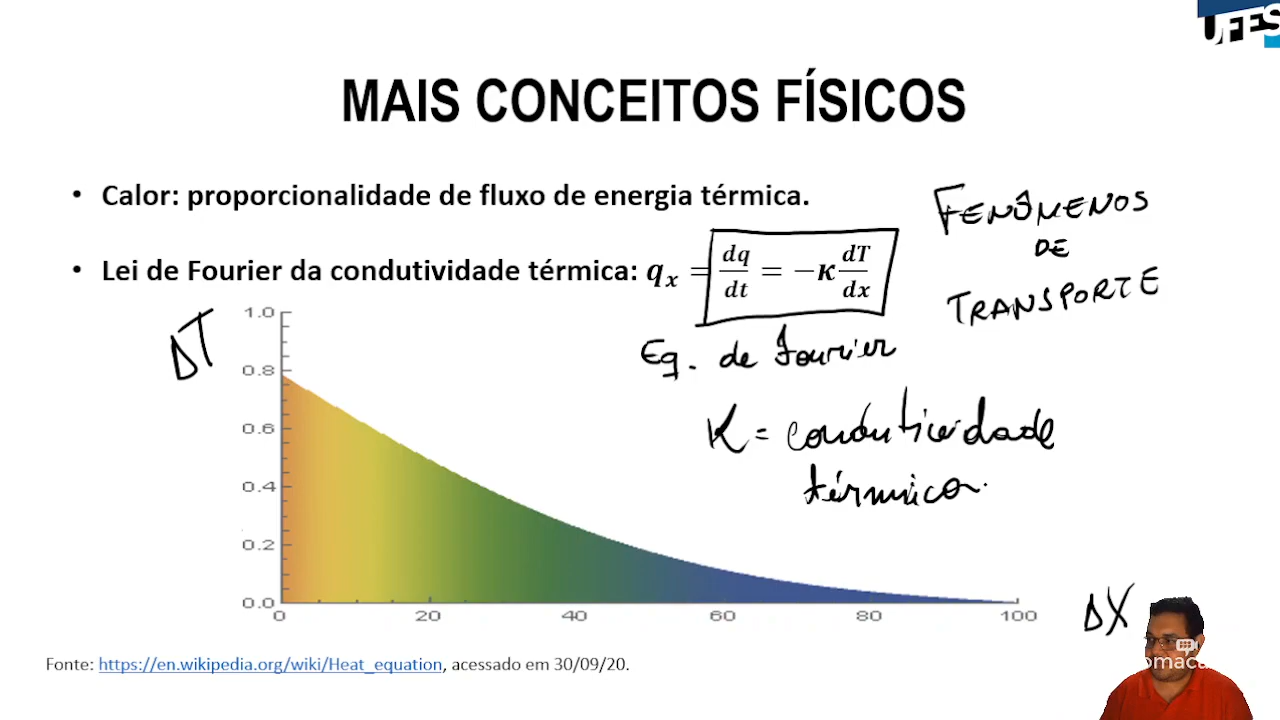 UFES
MAIS CONCEITOS FÍSICOS
• Calor: proporcionalidade de fluxo de energia térmica.
• Lei de Fourier da condutividade térmica: qₓ = dq/dt = −κ dT/dx
FENÔMENOS
DE
TRANSPORTE
Eq. de Fourier
K = condutividade
térmica.
ΔT
1.0
0.8
0.6
0.4
0.2
0.0
0 20 40 60 80 100
ΔX
Fonte: https://en.wikipedia.org/wiki/Heat_equation, acessado em 30/09/20.